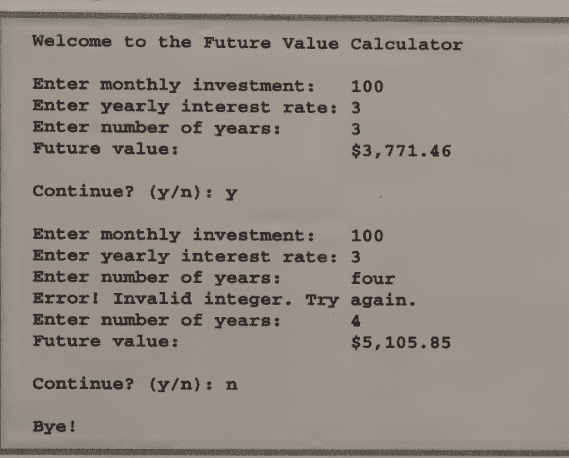 Welcome to the Future Value Calculator
Enter monthly investment: 100
Enter yearly interest rate: 3
Enter number of years: 3
Future value: $3,771.46
Continue? (y/n): y
Enter monthly investment: 100
Enter yearly interest rate: 3
Enter number of years: four
Error! Invalid integer. Try again.
Enter number of years: 4
Future value: $5,105.85
Continue? (y/n): n
Bye!